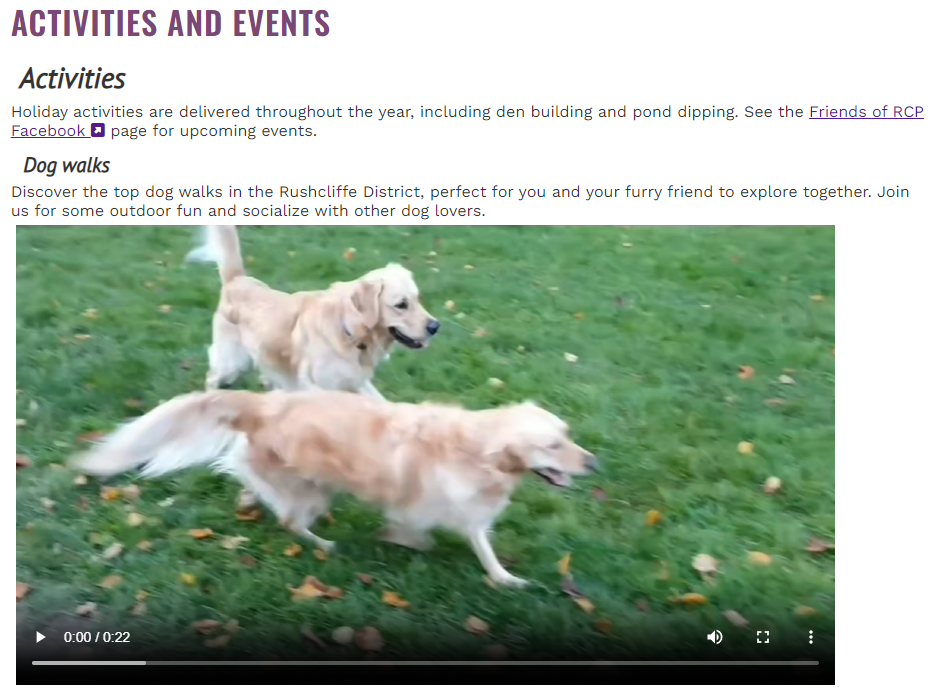 ACTIVITIES AND EVENTS
Activities
Holiday activities are delivered throughout the year, including den building and pond dipping. See the Friends of RCP
Facebook page for upcoming events.
Dog walks
Discover the top dog walks in the Rushcliffe District, perfect for you and your furry friend to explore together. Join
us for some outdoor fun and socialize with other dog lovers.
0:00 / 0:22